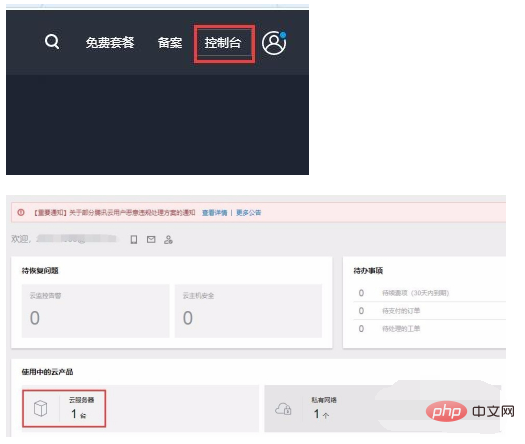 免费套餐 备案 控制台
【重要通知】关于部分腾讯云用户恶意违规处理方案的通知 查看详情 | 更多公告
欢迎，
待恢复问题
云监控告警
0
云主机安全
0
待办事项
0 待续费项（30天内到期）
0 待支付的订单
0 待处理的工单
使用中的云产品
云服务器
1 台
私有网络
1 个
php 中文网